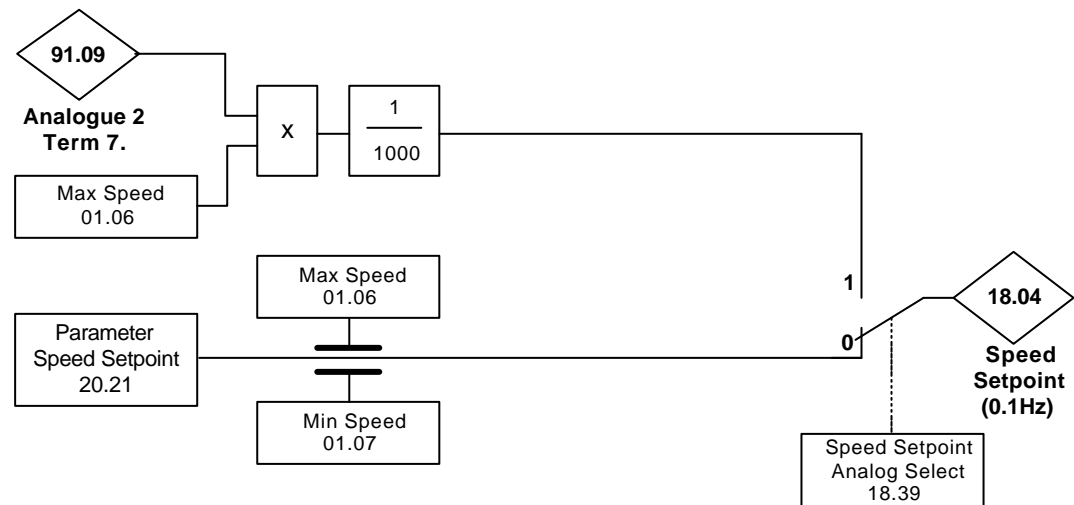 91.09
Analogue 2
Term 7.
Max Speed
01.06
X
1
1000
Max Speed
01.06
Parameter
Speed Setpoint
20.21
Min Speed
01.07
1
0
18.04
Speed
Setpoint
(0.1Hz)
Speed Setpoint
Analog Select
18.39